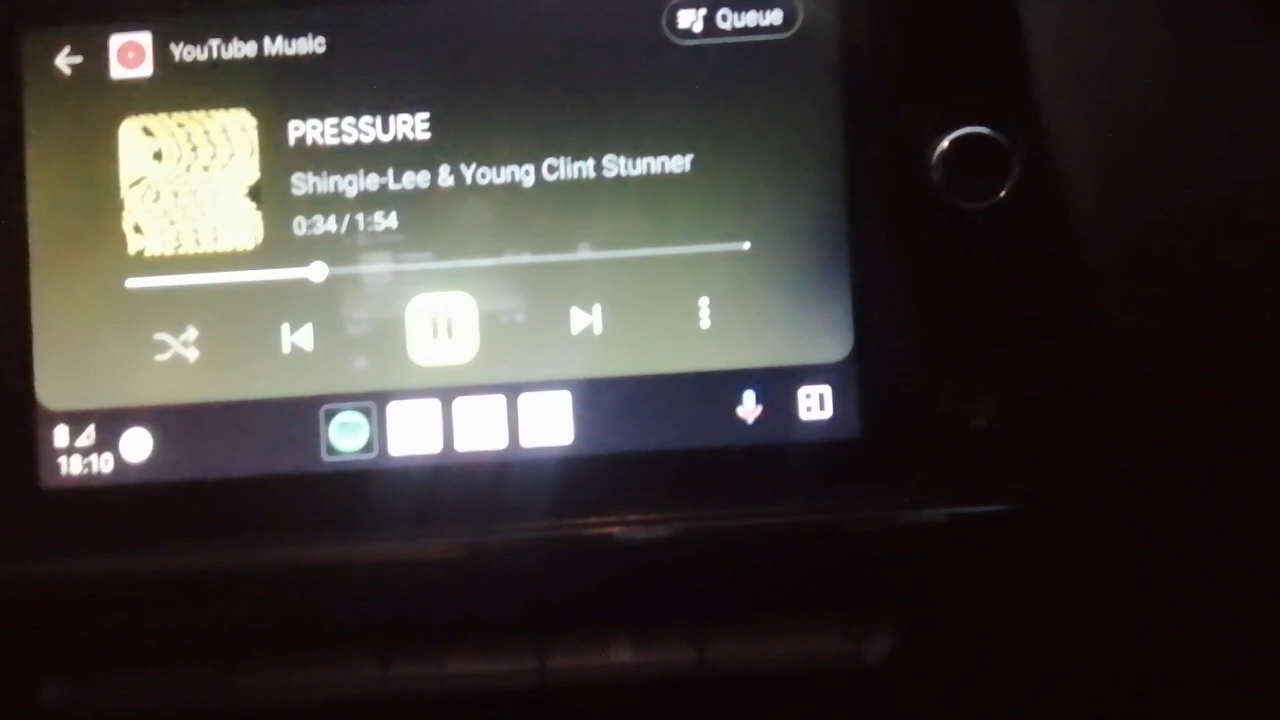 YouTube Music
Queue
PRESSURE
Shingie-Lee & Young Clint Stunner
0:34 / 1:54
18:10